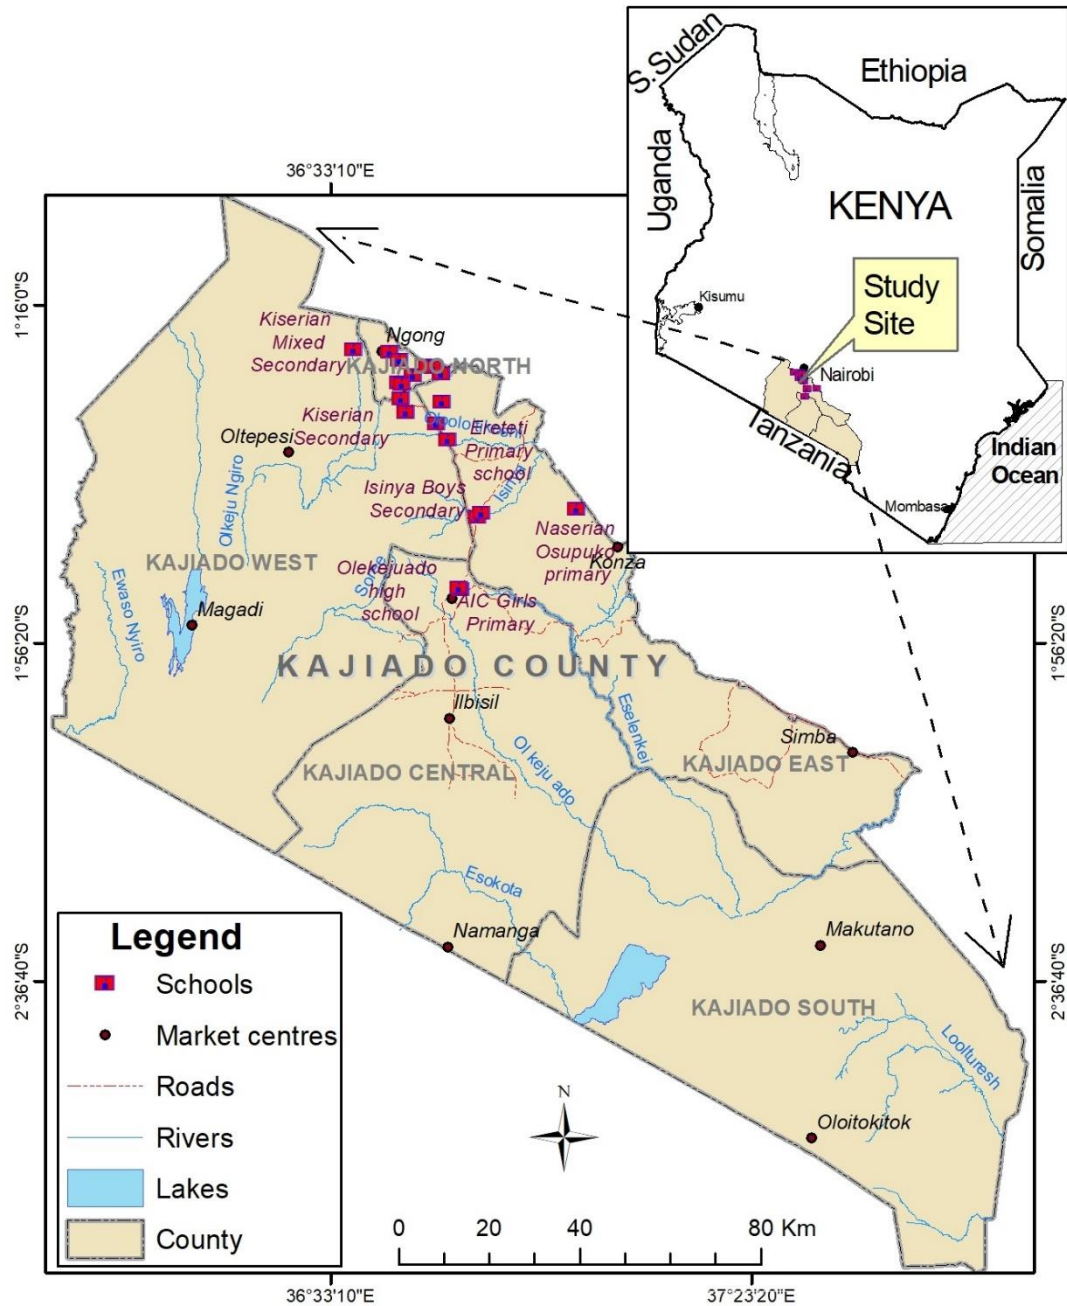 S.Sudan
Ethiopia
Uganda
Somalia
KENYA
Study
Site
Kisumu
Nairobi
Tanzania
Indian
Ocean
Mombasa
36°33'10"E
1°16'0"S
Kiserian
Mixed
Secondary
Ngong
KAJIADO NORTH
Kiserian
Secondary
Oltepesi
Ereteti
Primary
school
Olkeju Ngiro
Isinya Boys
Secondary
Isinya
Naserian
Osupuko
primary
Konza
KAJIADO WEST
Olekejuado
high
school
AIC Girls
Primary
Ewaso Nyiro
Magadi
1°56'20"S
1°56'20"S
KAJIADO COUNTY
Ilbisil
Eselenkei
Simba
KAJIADO CENTRAL
Ol keju ado
KAJIADO EAST
Esokota
Namanga
Makutano
2°36'40"S
2°36'40"S
KAJIADO SOUTH
Loolturesh
Oloitokitok
Legend
Schools
Market centres
Roads
Rivers
Lakes
County
N
0 20 40 80 Km
36°33'10"E
37°23'20"E